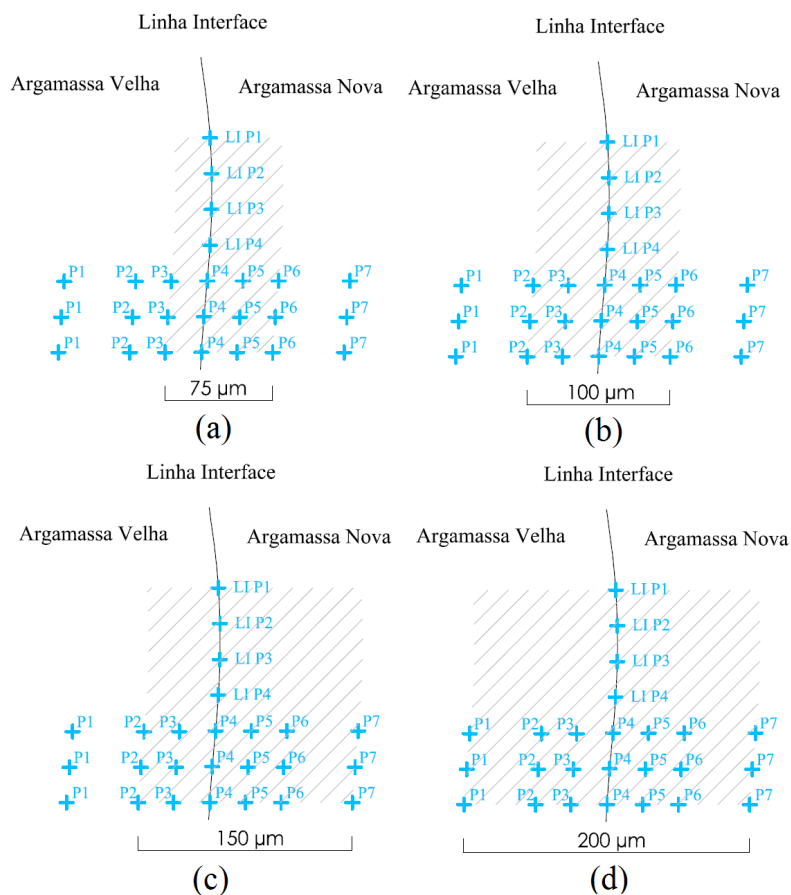 Linha Interface
Argamassa Velha Argamassa Nova
LI P1
LI P2
LI P3
LI P4
P1 P2 P3 P4 P5 P6 P7
P1 P2 P3 P4 P5 P6 P7
P1 P2 P3 P4 P5 P6 P7
75 µm
(a)
Linha Interface
Argamassa Velha Argamassa Nova
LI P1
LI P2
LI P3
LI P4
P1 P2 P3 P4 P5 P6 P7
P1 P2 P3 P4 P5 P6 P7
P1 P2 P3 P4 P5 P6 P7
100 µm
(b)
Linha Interface
Argamassa Velha Argamassa Nova
LI P1
LI P2
LI P3
LI P4
P1 P2 P3 P4 P5 P6 P7
P1 P2 P3 P4 P5 P6 P7
P1 P2 P3 P4 P5 P6 P7
150 µm
(c)
Linha Interface
Argamassa Velha Argamassa Nova
LI P1
LI P2
LI P3
LI P4
P1 P2 P3 P4 P5 P6 P7
P1 P2 P3 P4 P5 P6 P7
P1 P2 P3 P4 P5 P6 P7
200 µm
(d)